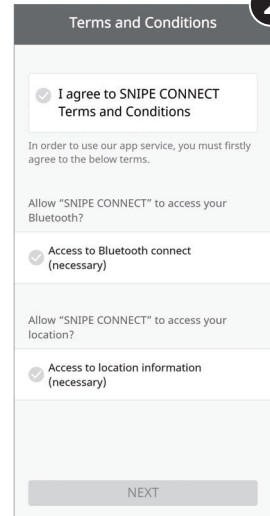 Terms and Conditions
I agree to SNIPE CONNECT
Terms and Conditions
In order to use our app service, you must firstly
agree to the below terms.
Allow “SNIPE CONNECT” to access your
Bluetooth?
Access to Bluetooth connect
(necessary)
Allow “SNIPE CONNECT” to access your
location?
Access to location information
(necessary)
NEXT